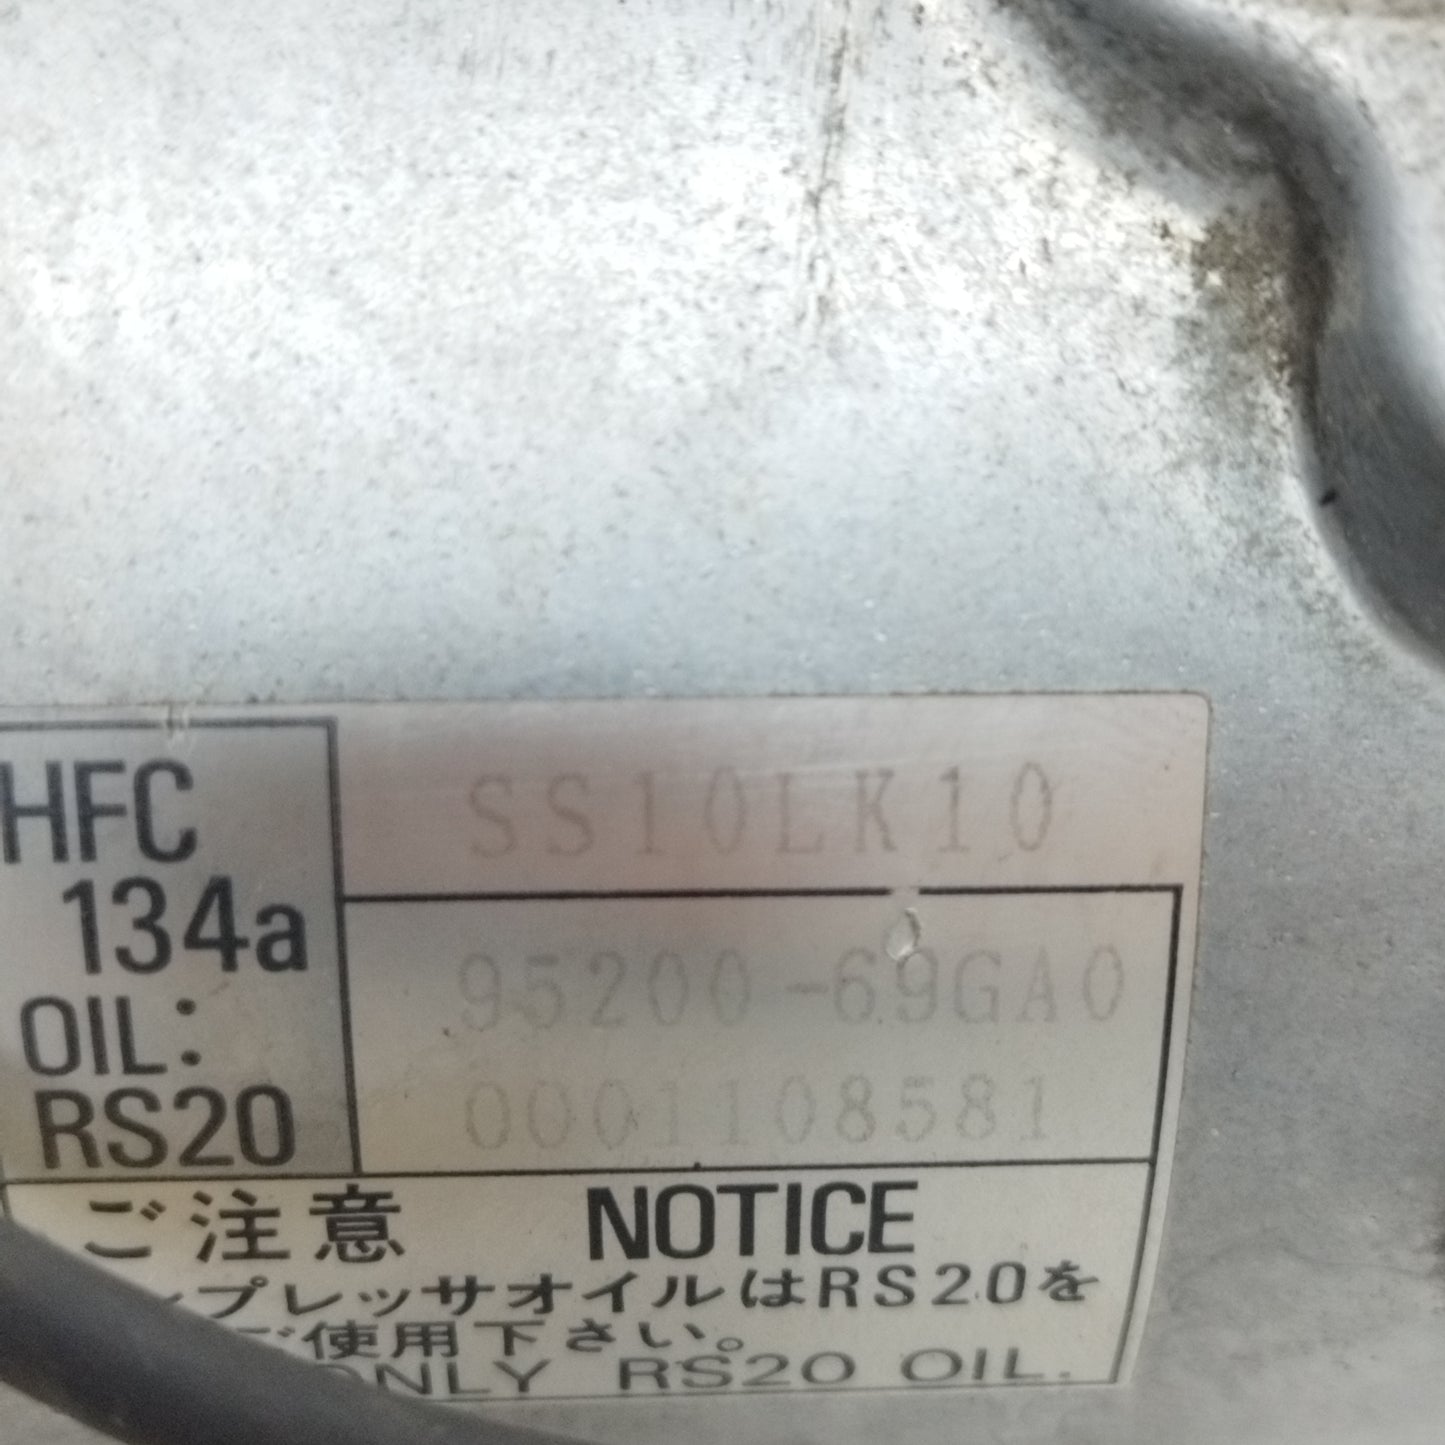 HFC
134a
OIL:
RS20
SS10LK10
95200-69GA0
0001108581
ご注意 NOTICE
プレッサオイルはRS20を
ご使用下さい。
ONLY RS20 OIL.